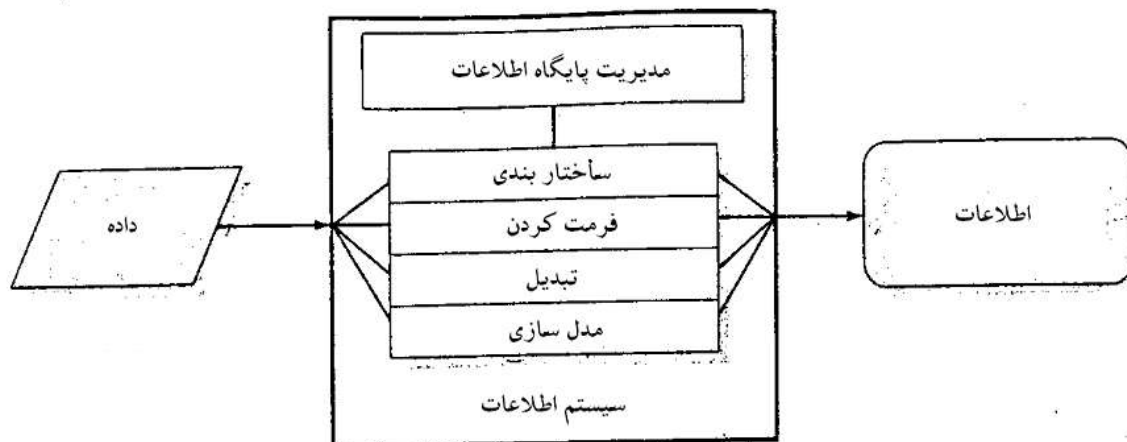 مدیریت پایگاه اطلاعات
ساختار بندی
فرمت کردن
تبدیل
مدل سازی
سیستم اطلاعات
داده
اطلاعات